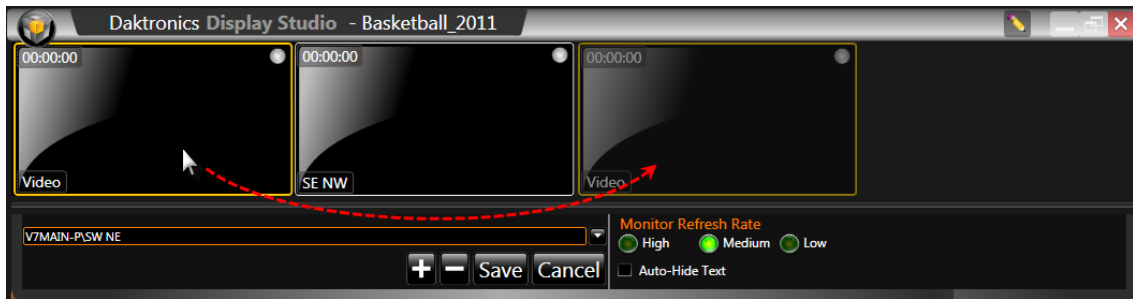 Daktronics Display Studio - Basketball_2011
00:00:00
00:00:00
00:00:00
Video
SE NW
Video
V7MAIN-P\SW NE
Monitor Refresh Rate
High Medium Low
+ - Save Cancel
Auto-Hide Text